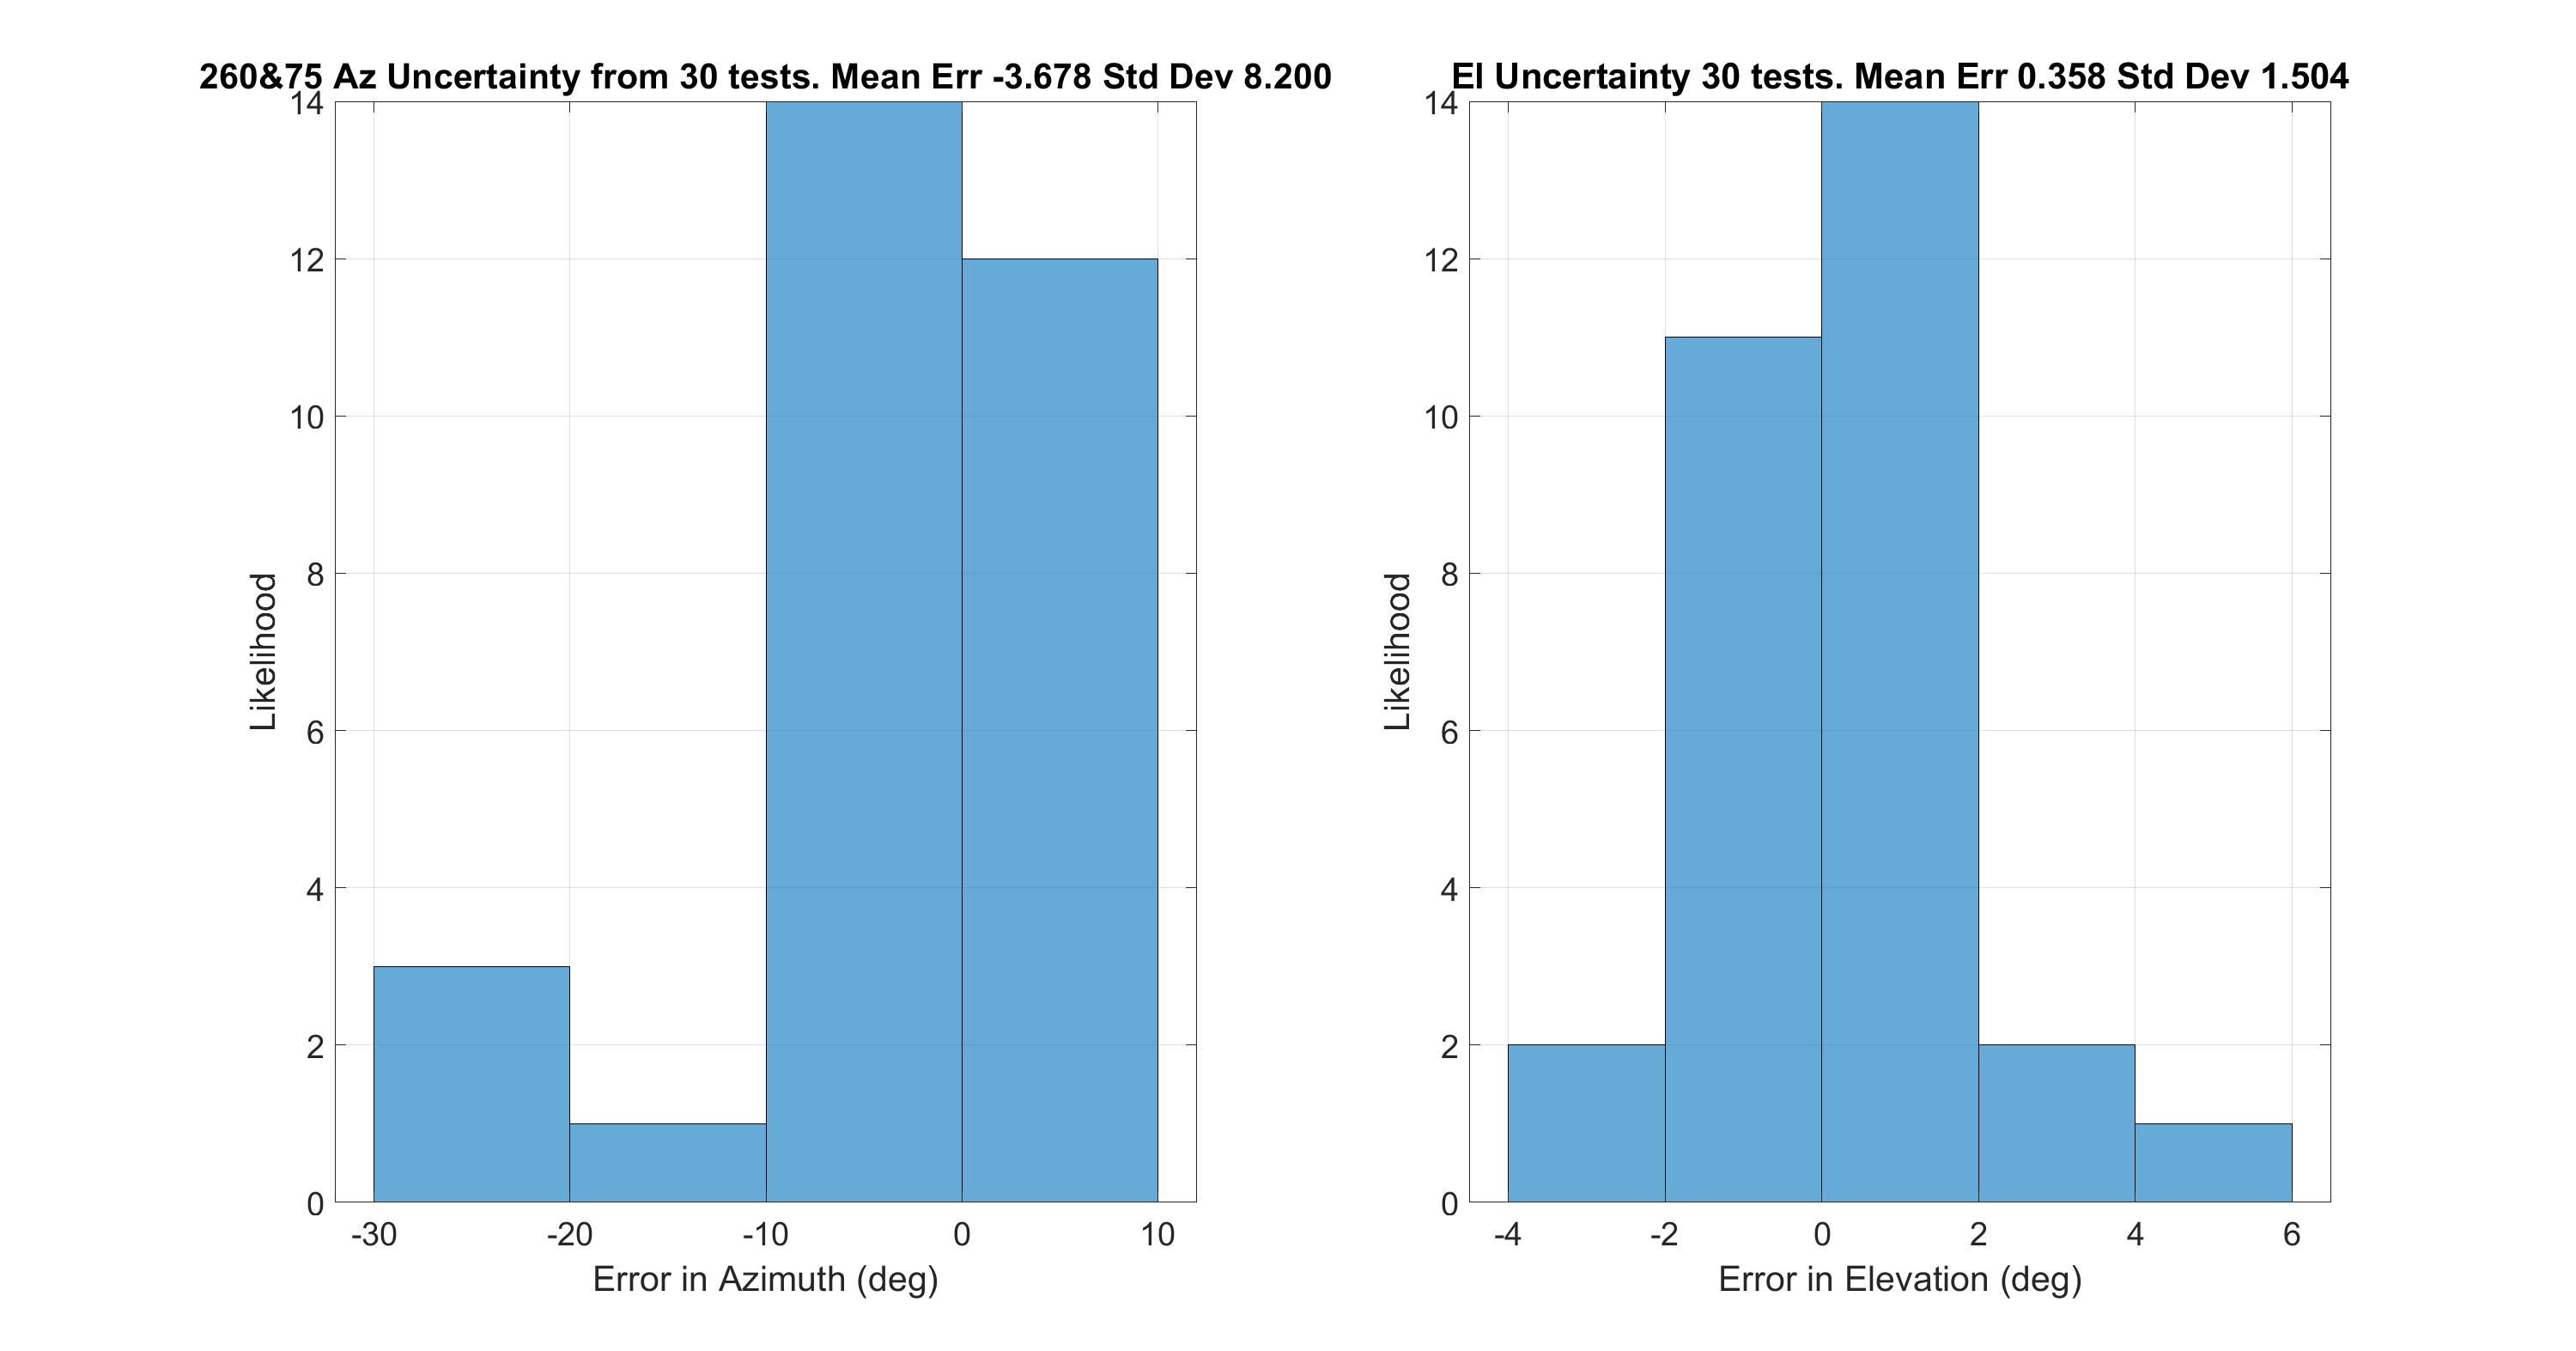 260&75 Az Uncertainty from 30 tests. Mean Err -3.678 Std Dev 8.200
14
12
10
8
6
4
2
0
Likelihood
-30 -20 -10 0 10
Error in Azimuth (deg)
El Uncertainty 30 tests. Mean Err 0.358 Std Dev 1.504
14
12
10
8
6
4
2
0
Likelihood
-4 -2 0 2 4 6
Error in Elevation (deg)